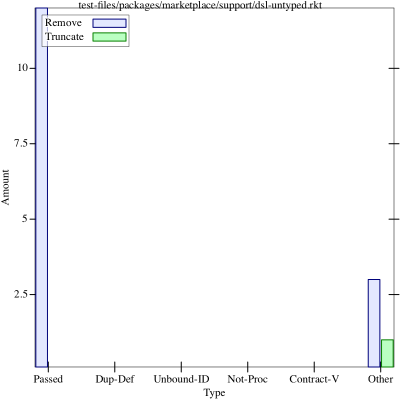 test-files/packages/marketplace/support/dsl-untyped.rkt
Remove
Truncate
10
7.5
5
2.5
Amount
Passed Dup-Def Unbound-ID Not-Proc Contract-V Other
Type